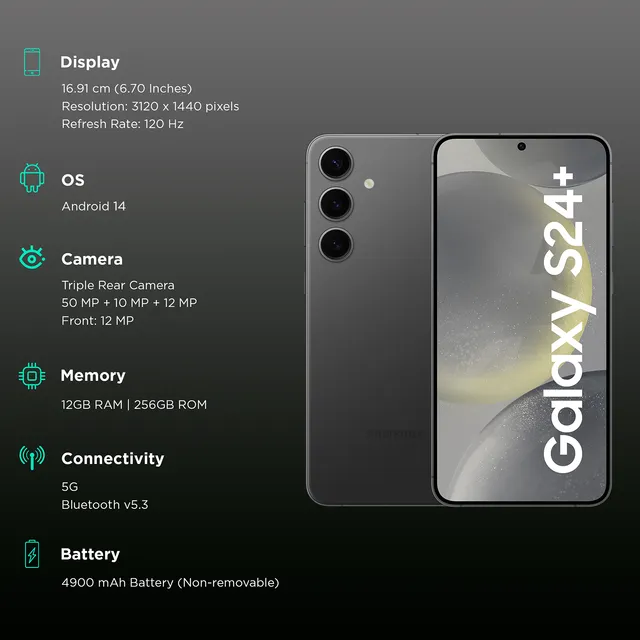 Display
16.91 cm (6.70 Inches)
Resolution: 3120 x 1440 pixels
Refresh Rate: 120 Hz
OS
Android 14
Camera
Triple Rear Camera
50 MP + 10 MP + 12 MP
Front: 12 MP
Memory
12GB RAM | 256GB ROM
Connectivity
5G
Bluetooth v5.3
Battery
4900 mAh Battery (Non-removable)
SAMSUNG
Galaxy S24+